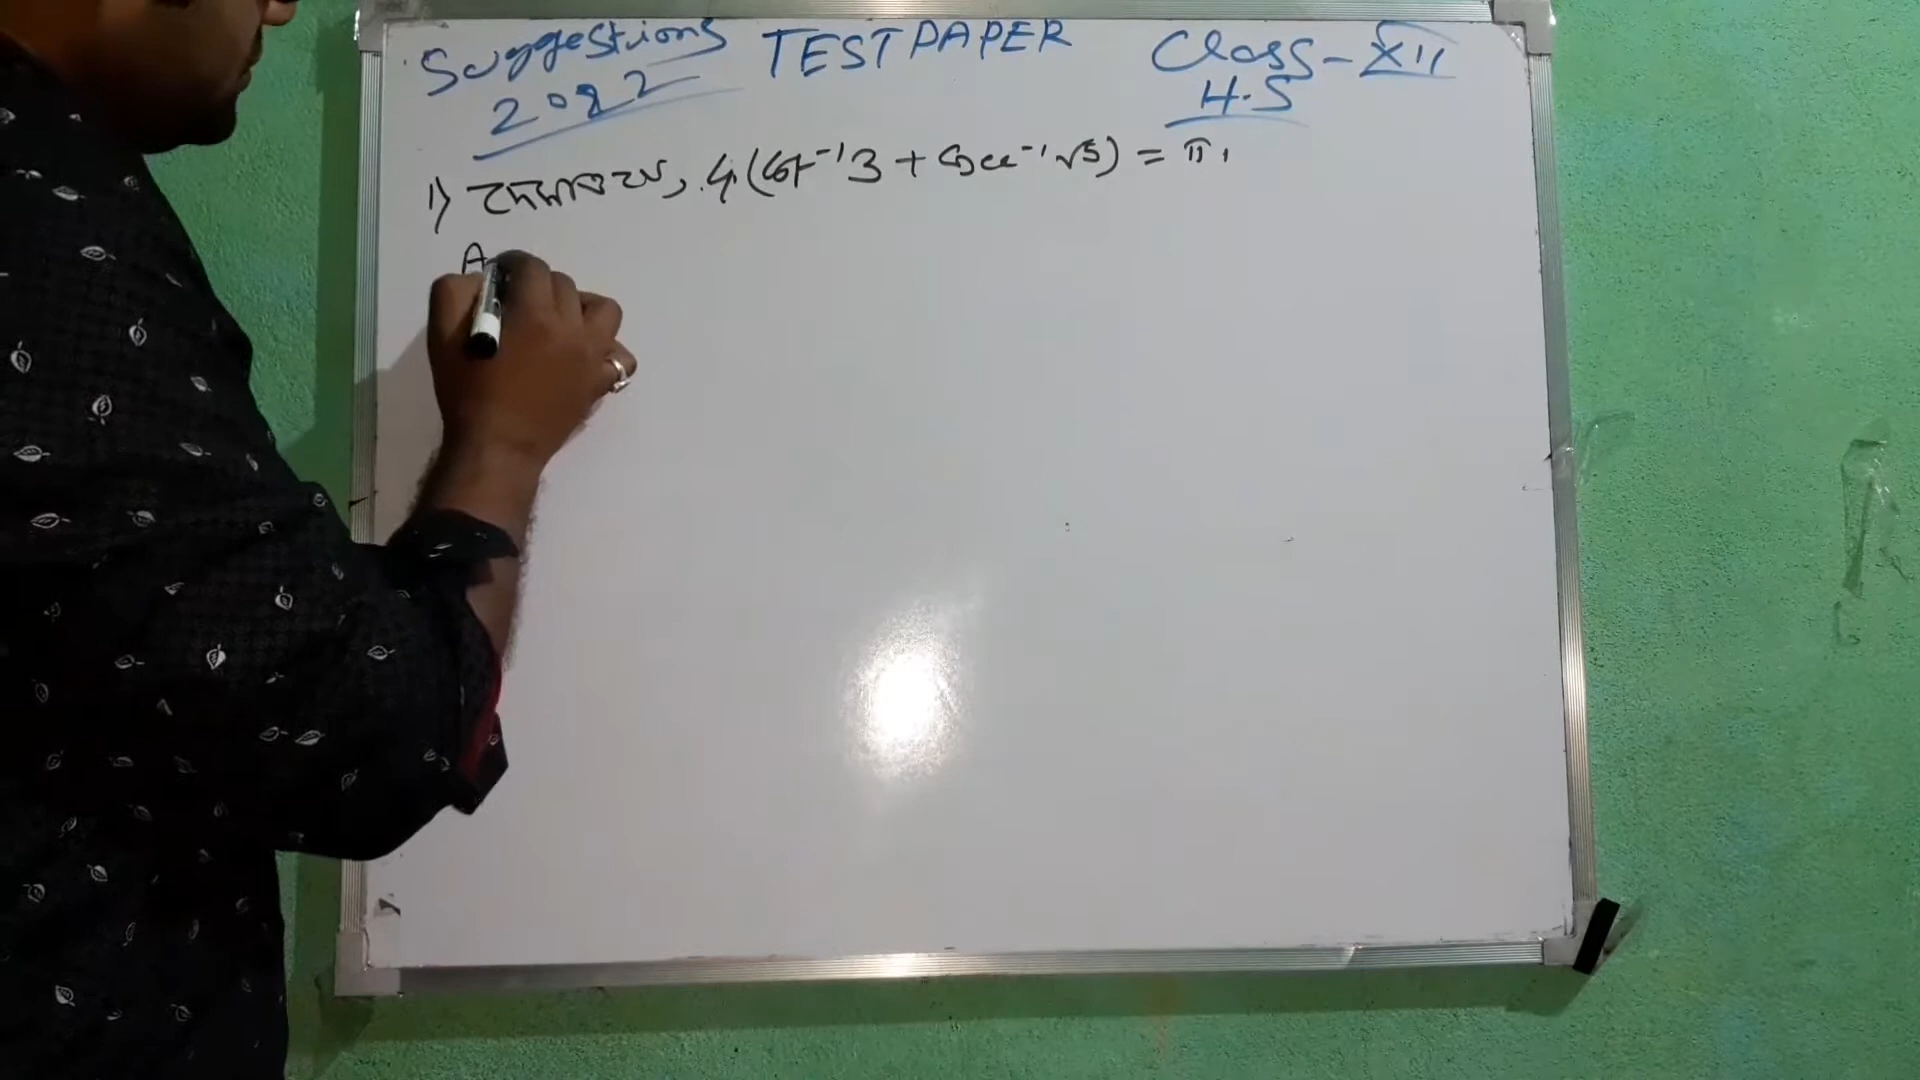 Suggestions TEST PAPER Class - XII
2022 H.S
1) দেখাও যে, 4(cot⁻¹3 + cosec⁻¹√5) = π.
A